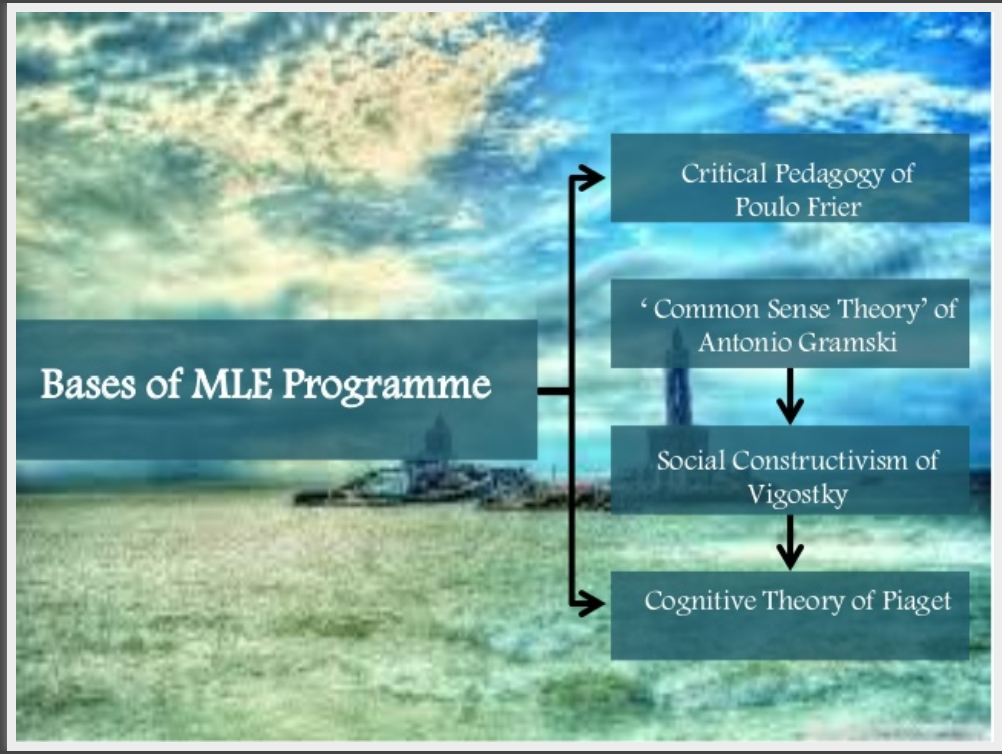 Bases of MLE Programme
Critical Pedagogy of
Poulo Frier
‘ Common Sense Theory’ of
Antonio Gramski
Social Constructivism of
Vigostky
Cognitive Theory of Piaget